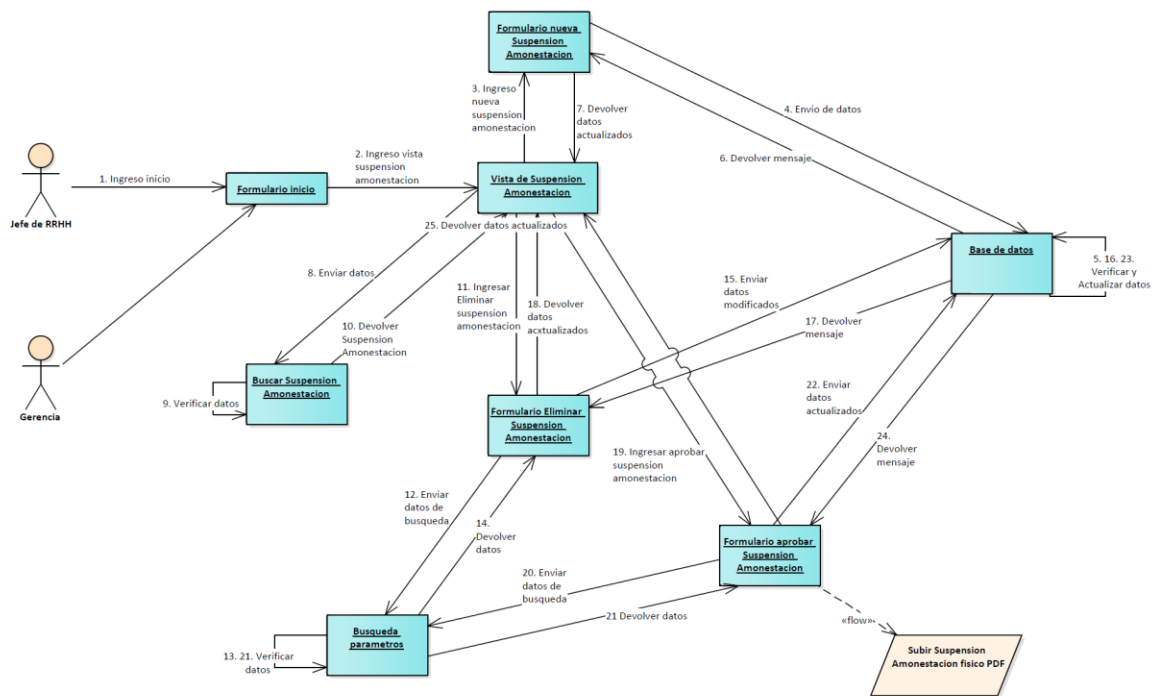 Formulario nueva
Suspension
Amonestacion
3. Ingreso
nueva
suspension
amonestacion
7. Devolver
datos
actualizados
4. Envio de datos
6. Devolver mensaje
2. Ingreso vista
suspension
amonestacion
1. Ingreso inicio
Formulario inicio
Vista de Suspension
Amonestacion
Jefe de RRHH
25. Devolver datos actualizados
Base de datos
5. 16. 23.
Verificar y
Actualizar datos
8. Enviar datos
11. Ingresar
Eliminar
suspension
amonestacion
18. Devolver
datos
acxtualizados
15. Enviar
datos
modificados
17. Devolver
mensaje
10. Devolver
Suspension
Amonestacion
Gerencia
Buscar Suspension
Amonestacion
9. Verificar datos
Formulario Eliminar
Suspension
Amonestacion
22. Enviar
datos
actualizados
24.
Devolver
mensaje
19. Ingresar aprobar
suspension
amonestacion
12. Enviar
datos de
busqueda
14.
Devolver
datos
Formulario aprobar
Suspension
Amonestacion
20. Enviar
datos de
busqueda
21 Devolver datos
«flow»
Busqueda
parametros
13. 21. Verificar
datos
Subir Suspension
Amonestacion fisico PDF